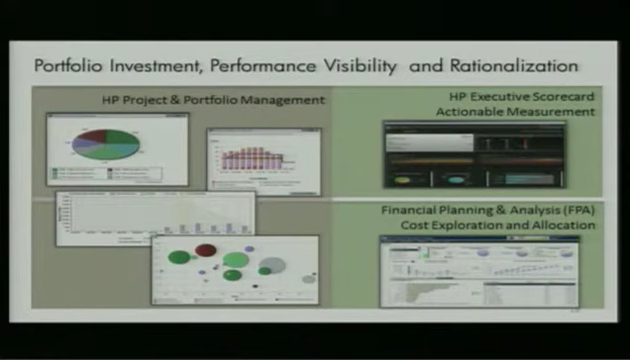 Portfolio Investment, Performance Visibility and Rationalization
HP Project & Portfolio Management
HP Executive Scorecard
Actionable Measurement
Financial Planning & Analysis (FPA)
Cost Exploration and Allocation